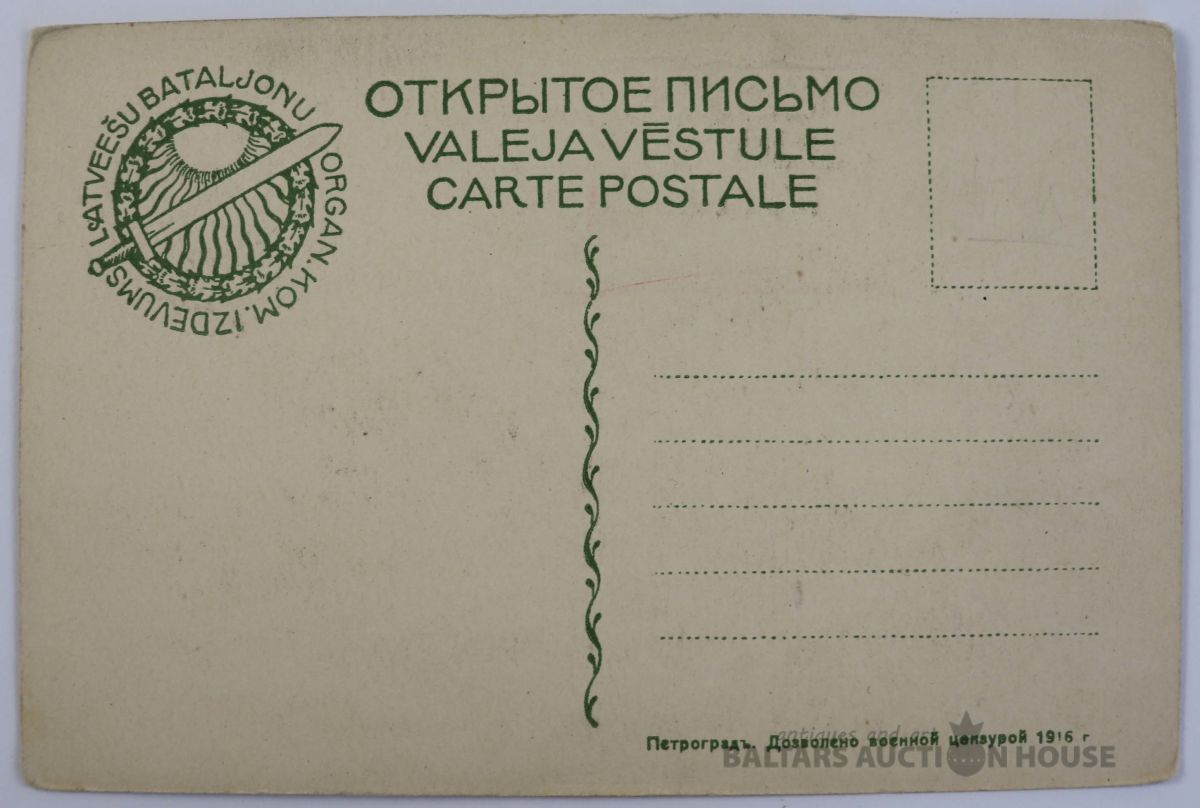 LATVEEŠU BATALJONU ORGAN. KOM. IZDEVUMS
ОТКРЫТОЕ ПИСЬМО
VALEJA VĒSTULE
CARTE POSTALE
Петроградъ. Дозволено военной цензурой 1916 г
antiques and art
BALTARS AUCTION HOUSE